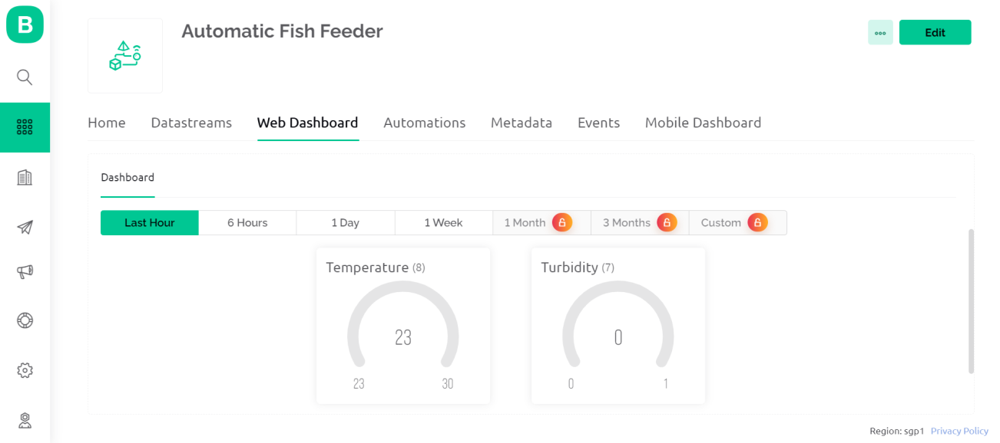 B
Automatic Fish Feeder
Edit
Home Datastreams Web Dashboard Automations Metadata Events Mobile Dashboard
Dashboard
Last Hour 6 Hours 1 Day 1 Week 1 Month 3 Months Custom
Temperature (8) Turbidity (7)
23 0
23 30 0 1
Region: sgp1 Privacy Policy